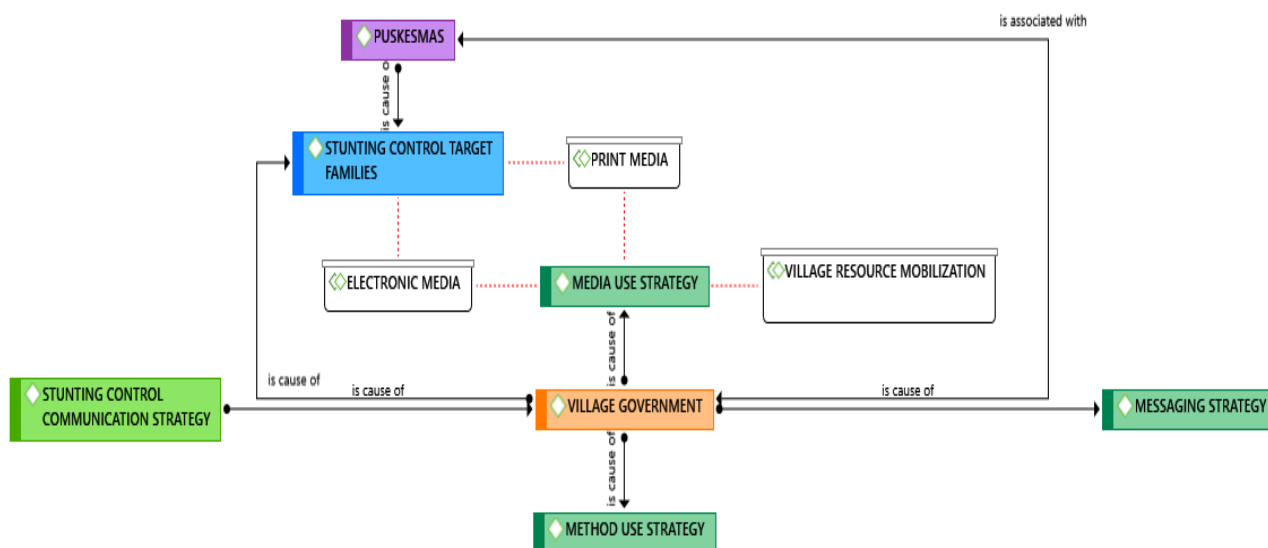 is associated with
PUSKESMAS
is cause of
STUNTING CONTROL TARGET
FAMILIES
PRINT MEDIA
ELECTRONIC MEDIA
MEDIA USE STRATEGY
VILLAGE RESOURCE MOBILIZATION
is cause of
is cause of
is cause of
is cause of
STUNTING CONTROL
COMMUNICATION STRATEGY
VILLAGE GOVERNMENT
MESSAGING STRATEGY
is cause of
METHOD USE STRATEGY